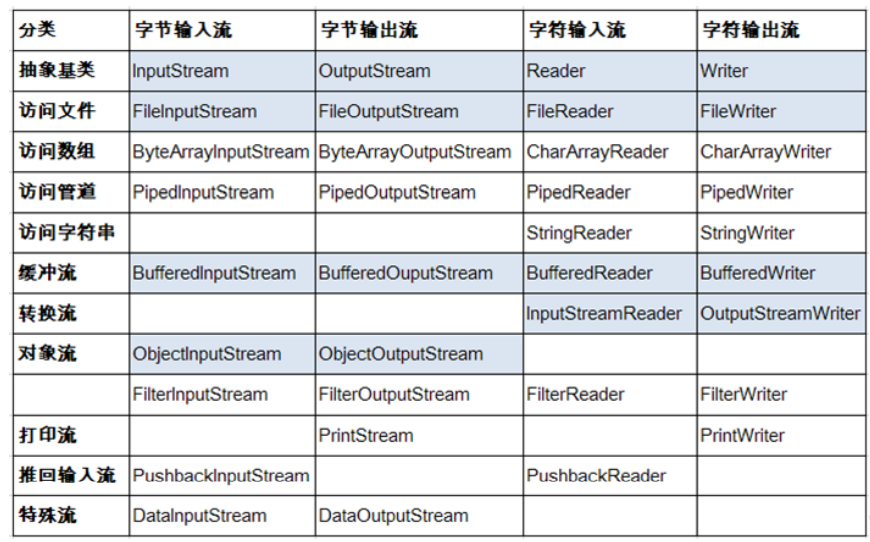 分类 字节输入流 字节输出流 字符输入流 字符输出流
抽象基类 InputStream OutputStream Reader Writer
访问文件 FileInputStream FileOutputStream FileReader FileWriter
访问数组 ByteArrayInputStream ByteArrayOutputStream CharArrayReader CharArrayWriter
访问管道 PipedInputStream PipedOutputStream PipedReader PipedWriter
访问字符串 StringReader StringWriter
缓冲流 BufferedInputStream BufferedOuputStream BufferedReader BufferedWriter
转换流 InputStreamReader OutputStreamWriter
对象流 ObjectInputStream ObjectOutputStream
FilterInputStream FilterOutputStream FilterReader FilterWriter
打印流 PrintStream PrintWriter
推回输入流 PushbackInputStream PushbackReader
特殊流 DataInputStream DataOutputStream